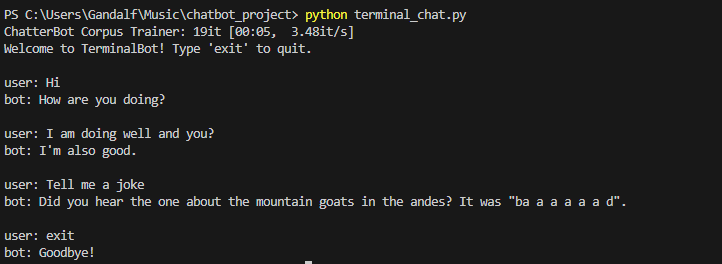 PS C:\Users\Gandalf\Music\chatbot_project> python terminal_chat.py
ChatterBot Corpus Trainer: 19it [00:05,  3.48it/s]
Welcome to TerminalBot! Type 'exit' to quit.
user: Hi
bot: How are you doing?
user: I am doing well and you?
bot: I'm also good.
user: Tell me a joke
bot: Did you hear the one about the mountain goats in the andes? It was "ba a a a a a d".
user: exit
bot: Goodbye!